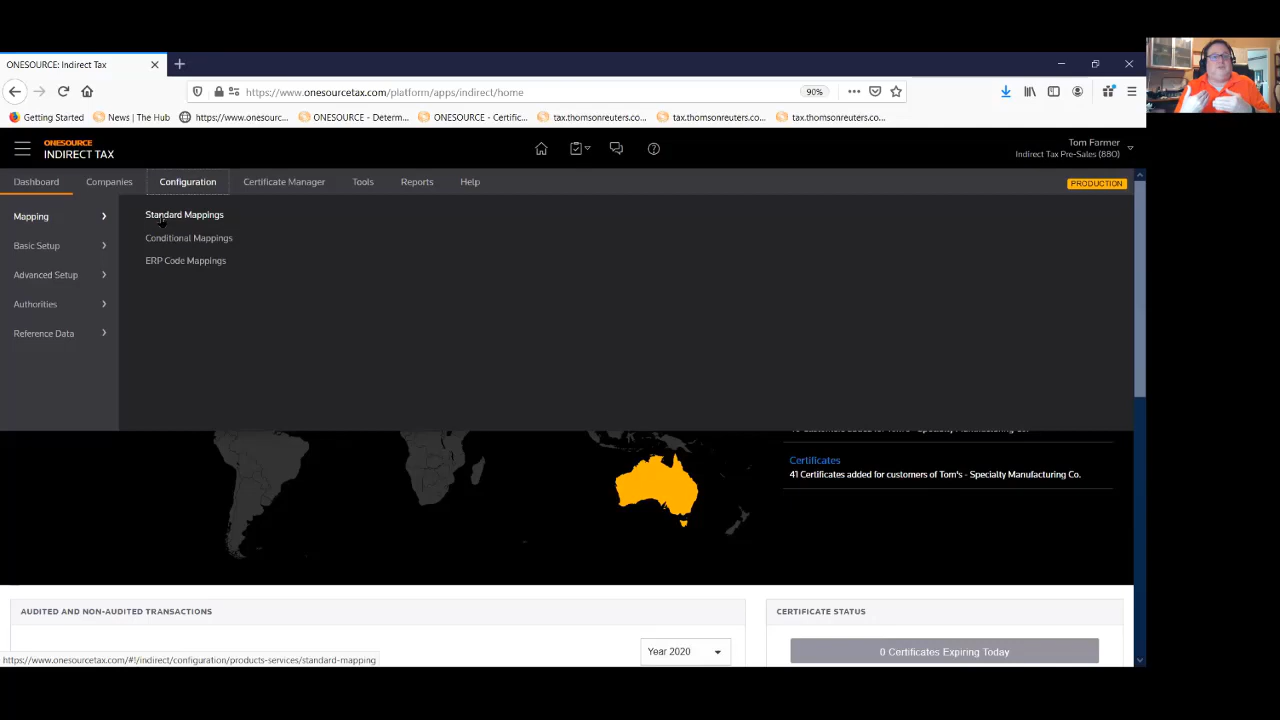 ONESOURCE: Indirect Tax
https://www.onesourcetax.com/platform/apps/indirect/home
90%
Getting Started
News | The Hub
https://www.onesourc...
ONESOURCE - Determ...
ONESOURCE - Certific...
tax.thomsonreuters.co...
tax.thomsonreuters.co...
tax.thomsonreuters.co...
ONESOURCE
INDIRECT TAX
Tom Farmer
Indirect Tax Pre-Sales (880)
Dashboard
Companies
Configuration
Certificate Manager
Tools
Reports
Help
PRODUCTION
Mapping
Basic Setup
Advanced Setup
Authorities
Reference Data
Standard Mappings
Conditional Mappings
ERP Code Mappings
Certificates
41 Certificates added for customers of Tom's - Specialty Manufacturing Co.
AUDITED AND NON-AUDITED TRANSACTIONS
Year 2020
CERTIFICATE STATUS
0 Certificates Expiring Today
https://www.onesourcetax.com/#!/indirect/configuration/products-services/standard-mapping